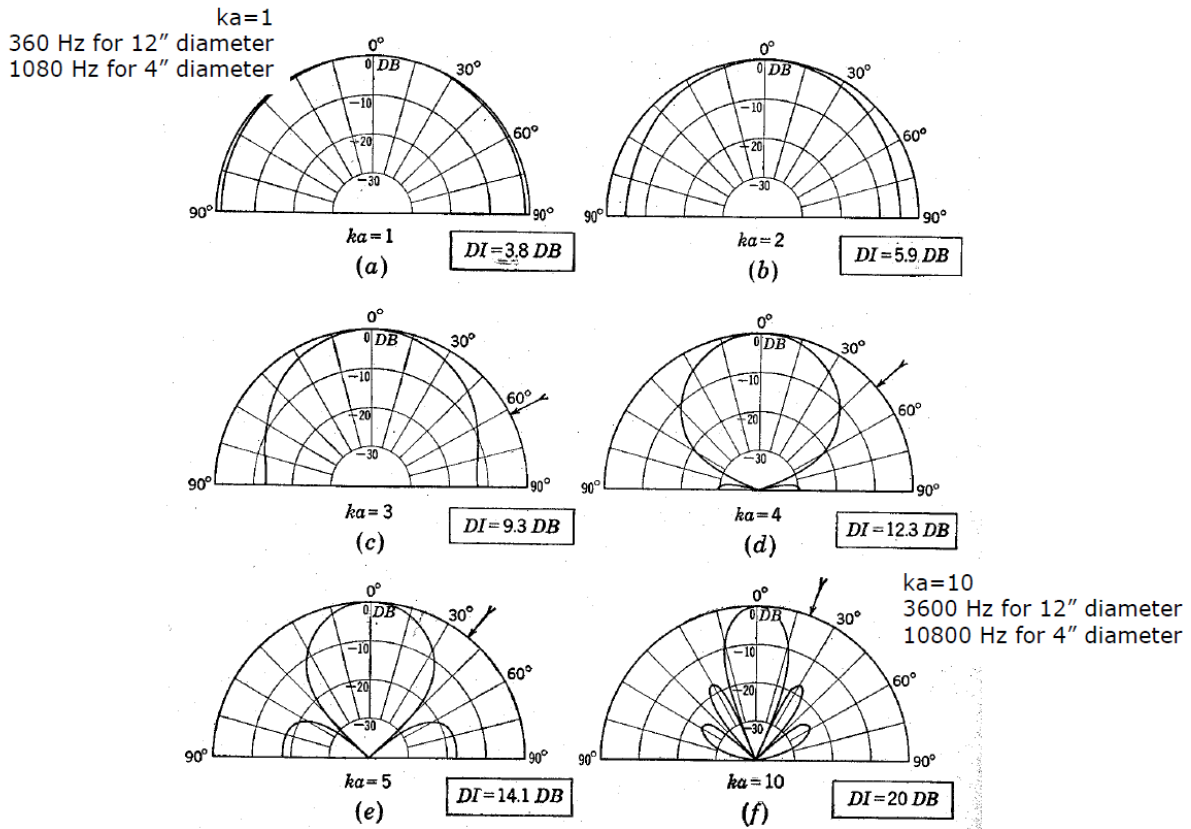 ka=1
360 Hz for 12" diameter
1080 Hz for 4" diameter
0°
0 DB
30°
-10
60°
-20
-30
90°
90°
ka=1
DI=3.8 DB
(a)
0°
0 DB
30°
-10
60°
-20
-30
90°
90°
ka=2
DI=5.9 DB
(b)
0°
0 DB
30°
-10
60°
-20
-30
90°
90°
ka=3
DI=9.3 DB
(c)
0°
0 DB
30°
-10
60°
-20
-30
90°
90°
ka=4
DI=12.3 DB
(d)
0°
0 DB
30°
-10
60°
-20
-30
90°
90°
ka=5
DI=14.1 DB
(e)
ka=10
3600 Hz for 12" diameter
10800 Hz for 4" diameter
0°
0 DB
30°
-10
60°
-20
-30
90°
90°
ka=10
DI=20 DB
(f)